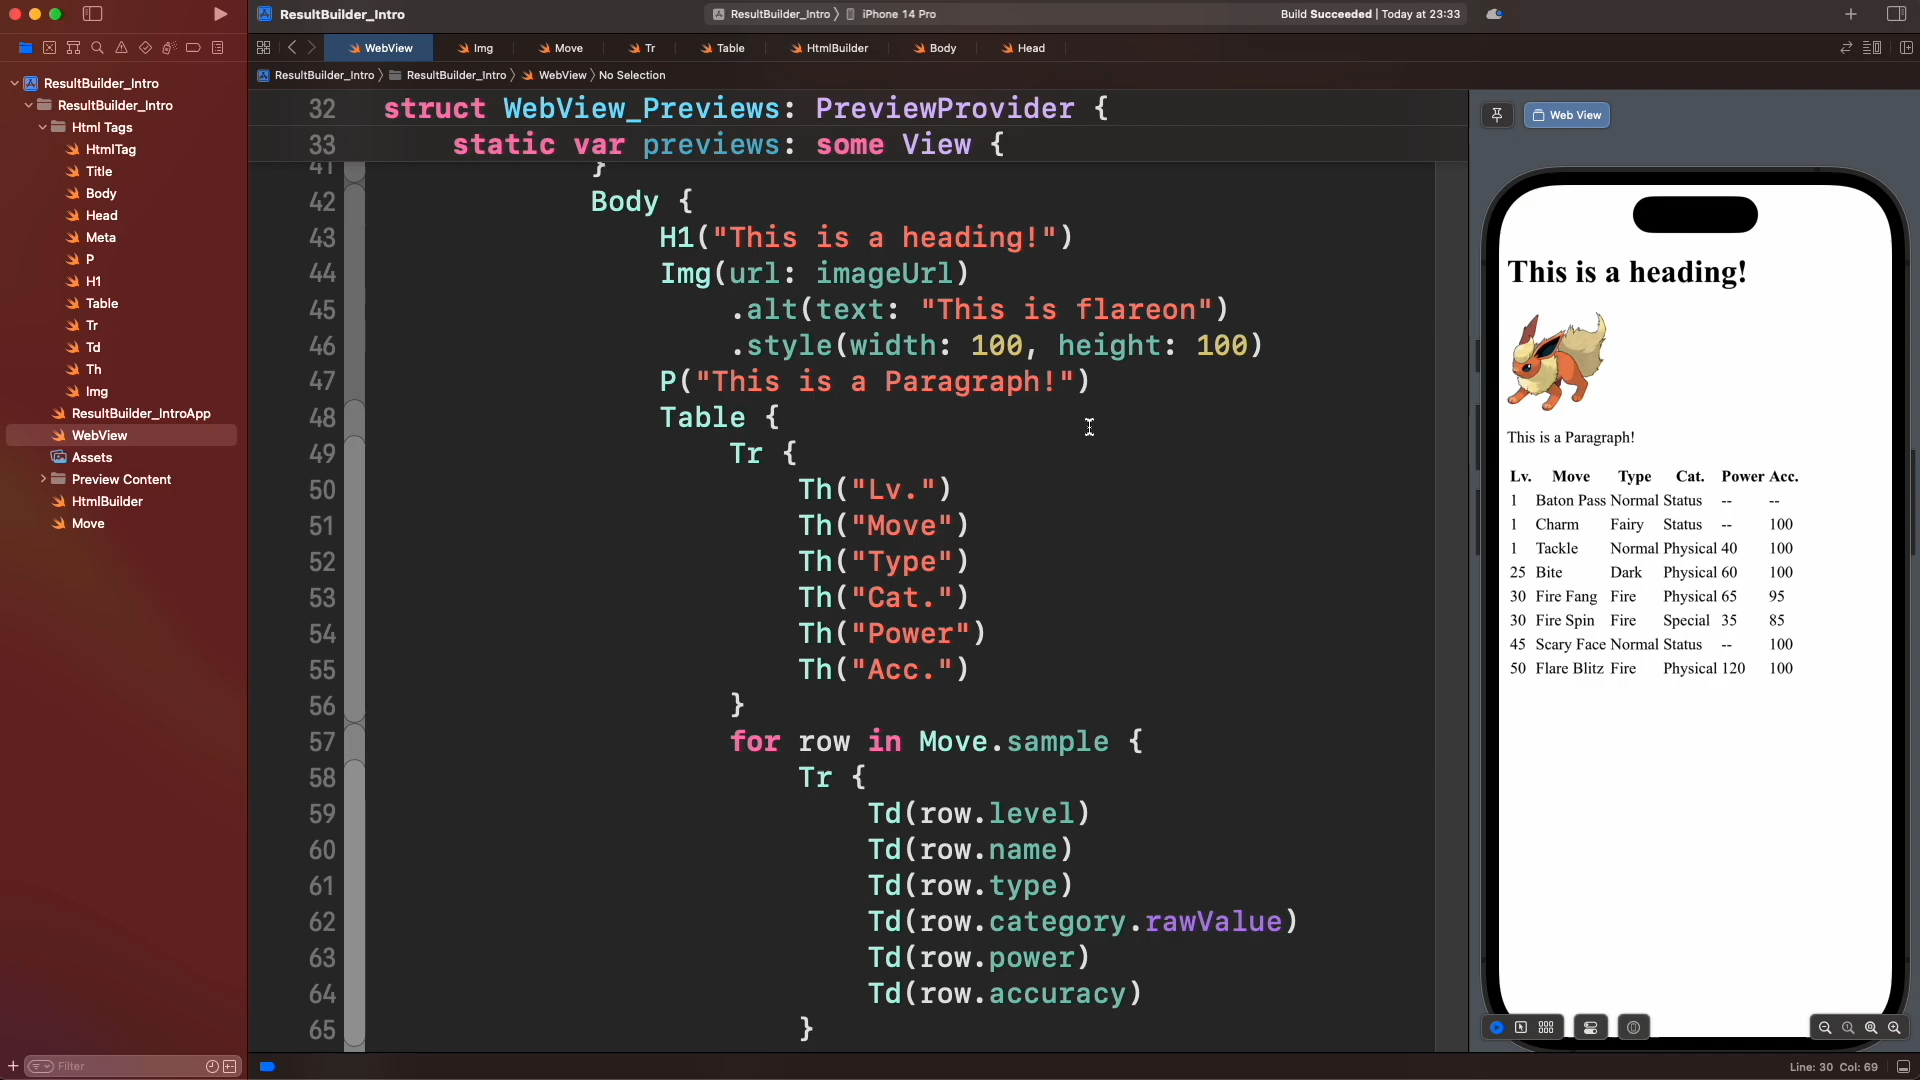 ResultBuilder_Intro
ResultBuilder_Intro
iPhone 14 Pro
Build Succeeded | Today at 23:33
WebView
Img
Move
Tr
Table
HtmlBuilder
Body
Head
ResultBuilder_Intro
ResultBuilder_Intro
WebView
No Selection
ResultBuilder_Intro
ResultBuilder_Intro
Html Tags
HtmlTag
Title
Body
Head
Meta
P
H1
Table
Tr
Td
Th
Img
ResultBuilder_IntroApp
WebView
Assets
Preview Content
HtmlBuilder
Move
Filter
32 struct WebView_Previews: PreviewProvider {
33 static var previews: some View {
41 }
42 Body {
43 H1("This is a heading!")
44 Img(url: imageUrl)
45 .alt(text: "This is flareon")
46 .style(width: 100, height: 100)
47 P("This is a Paragraph!")
48 Table {
49 Tr {
50 Th("Lv.")
51 Th("Move")
52 Th("Type")
53 Th("Cat.")
54 Th("Power")
55 Th("Acc.")
56 }
57 for row in Move.sample {
58 Tr {
59 Td(row.level)
60 Td(row.name)
61 Td(row.type)
62 Td(row.category.rawValue)
63 Td(row.power)
64 Td(row.accuracy)
65 }
Web View
This is a heading!
This is a Paragraph!
Lv. Move Type Cat. Power Acc.
1 Baton Pass Normal Status -- --
1 Charm Fairy Status -- 100
1 Tackle Normal Physical 40 100
25 Bite Dark Physical 60 100
30 Fire Fang Fire Physical 65 95
30 Fire Spin Fire Special 35 85
45 Scary Face Normal Status -- 100
50 Flare Blitz Fire Physical 120 100
Line: 30 Col: 69